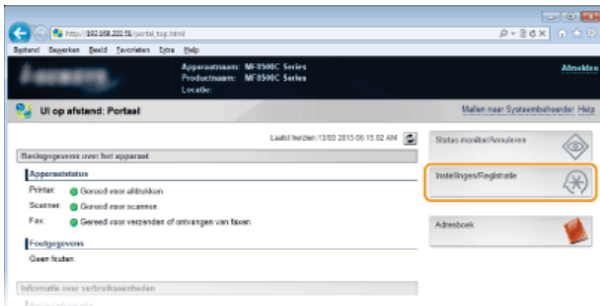 Bestand Bewerken Beeld Favorieten Extra Help
Apparaatnaam: MF8500C Series
Productnaam: MF8500C Series
Locatie:
Afmelden
UI op afstand: Portaal
Mailen naar Systeembeheerder Help
Laatst herzien: 13/03 2013 06:15:02 AM
Basisgegevens over het apparaat
Apparaatstatus
Printer: Gereed voor afdrukken.
Scanner: Gereed voor scannen.
Fax: Gereed voor verzenden of ontvangen van faxen.
Foutgegevens
Geen fouten.
Informatie over verbruikseenheden
Status monitor/Annuleren
Instellingen/Registratie
Adresboek